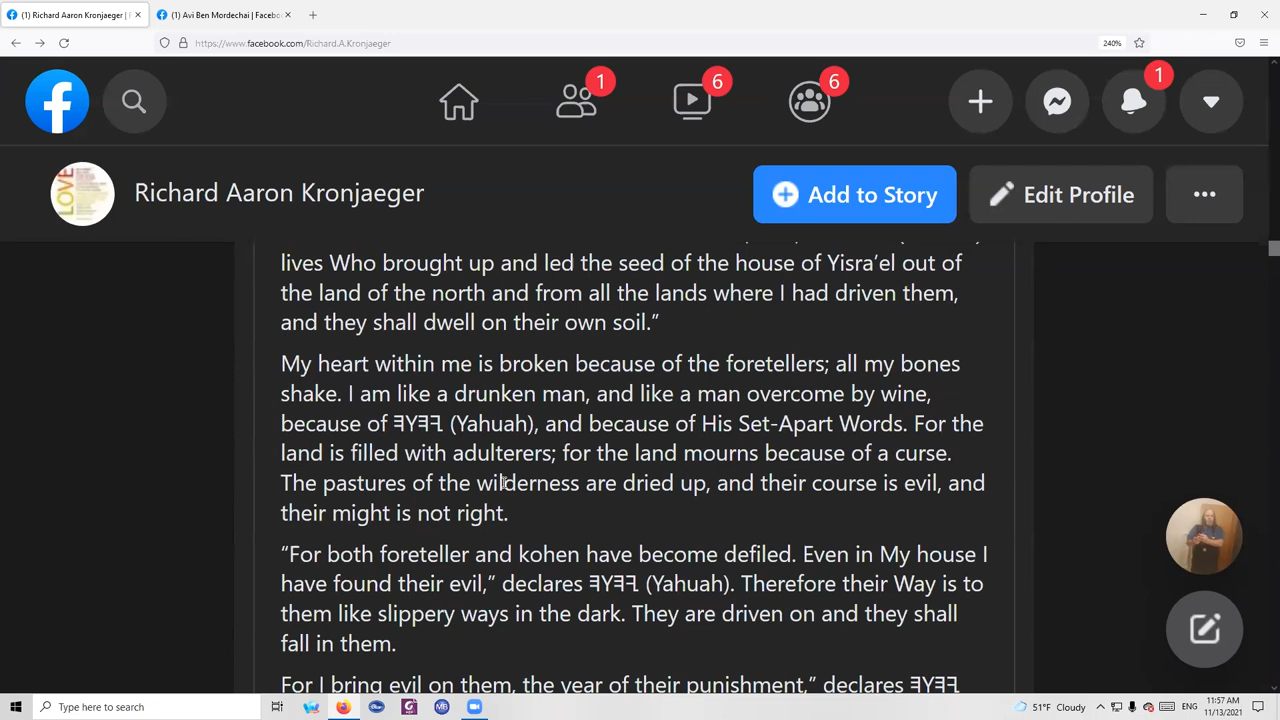 (1) Richard Aaron Kronjaeger |
(1) Avi Ben Mordechai | Facebo
https://www.facebook.com/Richard.A.Kronjaeger
240%
1
6
6
1
Richard Aaron Kronjaeger
Add to Story
Edit Profile
lives Who brought up and led the seed of the house of Yisra’el out of
the land of the north and from all the lands where I had driven them,
and they shall dwell on their own soil.”
My heart within me is broken because of the foretellers; all my bones
shake. I am like a drunken man, and like a man overcome by wine,
because of 𐤄𐤅𐤄𐤉 (Yahuah), and because of His Set-Apart Words. For the
land is filled with adulterers; for the land mourns because of a curse.
The pastures of the wilderness are dried up, and their course is evil, and
their might is not right.
“For both foreteller and kohen have become defiled. Even in My house I
have found their evil,” declares 𐤄𐤅𐤄𐤉 (Yahuah). Therefore their Way is to
them like slippery ways in the dark. They are driven on and they shall
fall in them.
For I bring evil on them, the year of their punishment,” declares 𐤄𐤅𐤄𐤉
Type here to search
51°F Cloudy
11:57 AM
11/13/2021